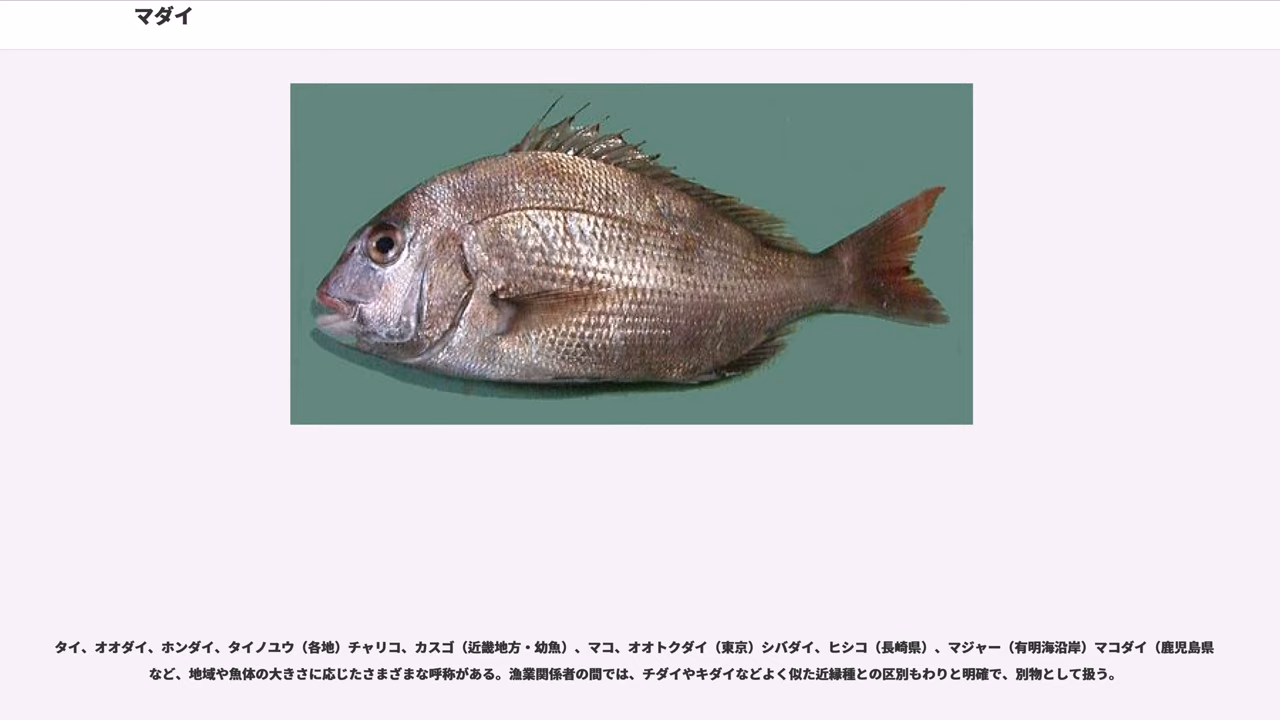 マダイ
タイ、オオダイ、ホンダイ、タイノユウ（各地）チャリコ、カスゴ（近畿地方・幼魚）、マコ、オオトクダイ（東京）シバダイ、ヒシコ（長崎県）、マジャー（有明海沿岸）マコダイ（鹿児島県
など、地域や魚体の大きさに応じたさまざまな呼称がある。漁業関係者の間では、チダイやキダイなどよく似た近縁種との区別もわりと明確で、別物として扱う。